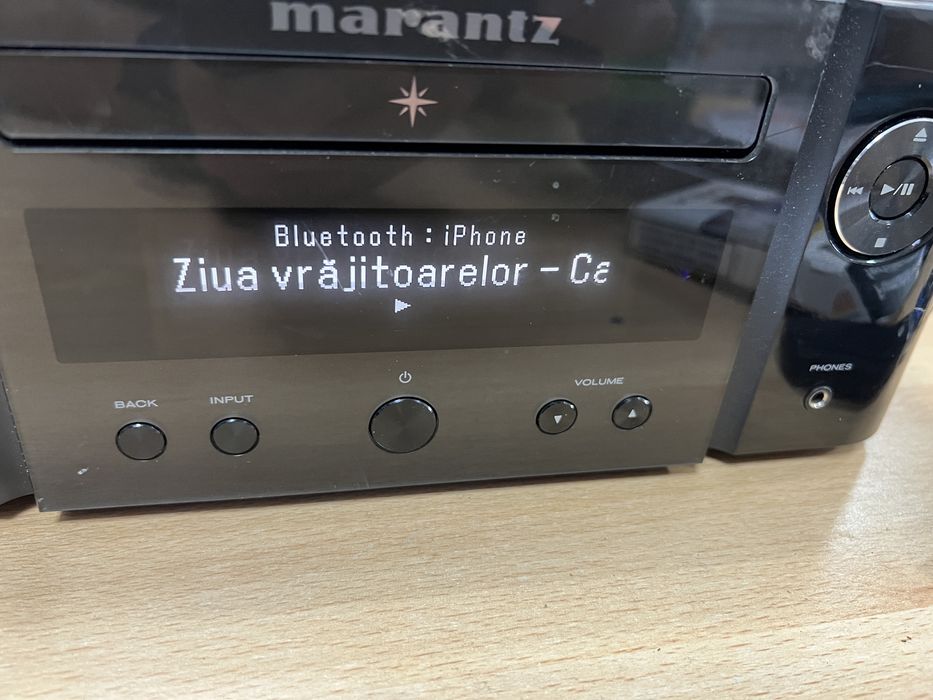 marantz
Bluetooth : iPhone
Ziua vrăjitoarelor – Ca
BACK
INPUT
VOLUME
PHONES